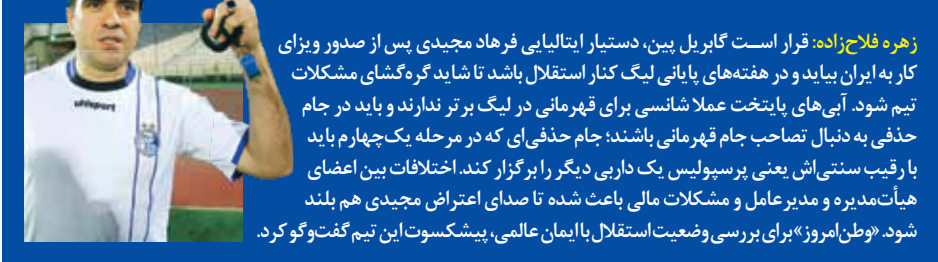 زهره فلاح‌زاده: قرار است گابریل پین، دستیار ایتالیایی فرهاد مجیدی پس از صدور ویزای
کار به ایران بیاید و در هفته‌های پایانی لیگ کنار استقلال باشد تا شاید گره‌گشای مشکلات
تیم شود. آبی‌های پایتخت عملا شانسی برای قهرمانی در لیگ برتر ندارند و باید در جام
حذفی به دنبال تصاحب جام قهرمانی باشند؛ جام حذفی‌ای که در مرحله یک‌چهارم باید
با رقیب سنتی‌اش یعنی پرسپولیس یک داربی دیگر را برگزار کند. اختلافات بین اعضای
هیأت‌مدیره و مدیرعامل و مشکلات مالی باعث شده تا صدای اعتراض مجیدی هم بلند
شود. «وطن‌امروز» برای بررسی وضعیت استقلال با ایمان عالمی، پیشکسوت این تیم گفت‌وگو کرد.
uhlsport